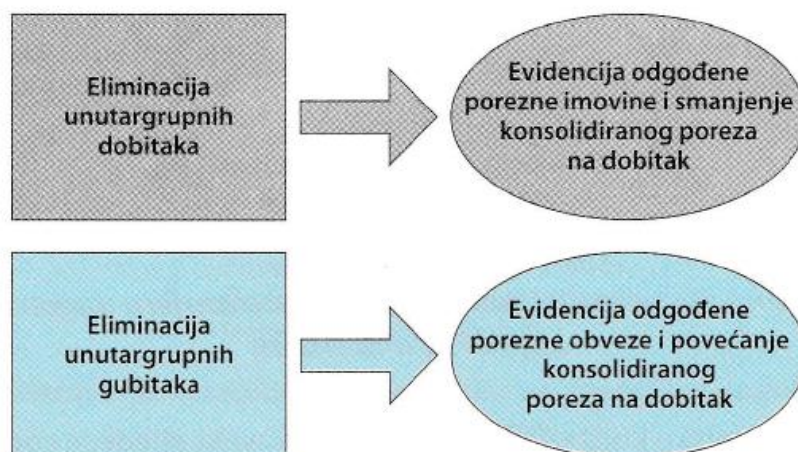 Eliminacija
unutargrupnih
dobitaka
Evidencija odgođene
porezne imovine i smanjenje
konsolidiranog poreza
na dobitak
Eliminacija
unutargrupnih
gubitaka
Evidencija odgođene
porezne obveze i povećanje
konsolidiranog
poreza na dobitak